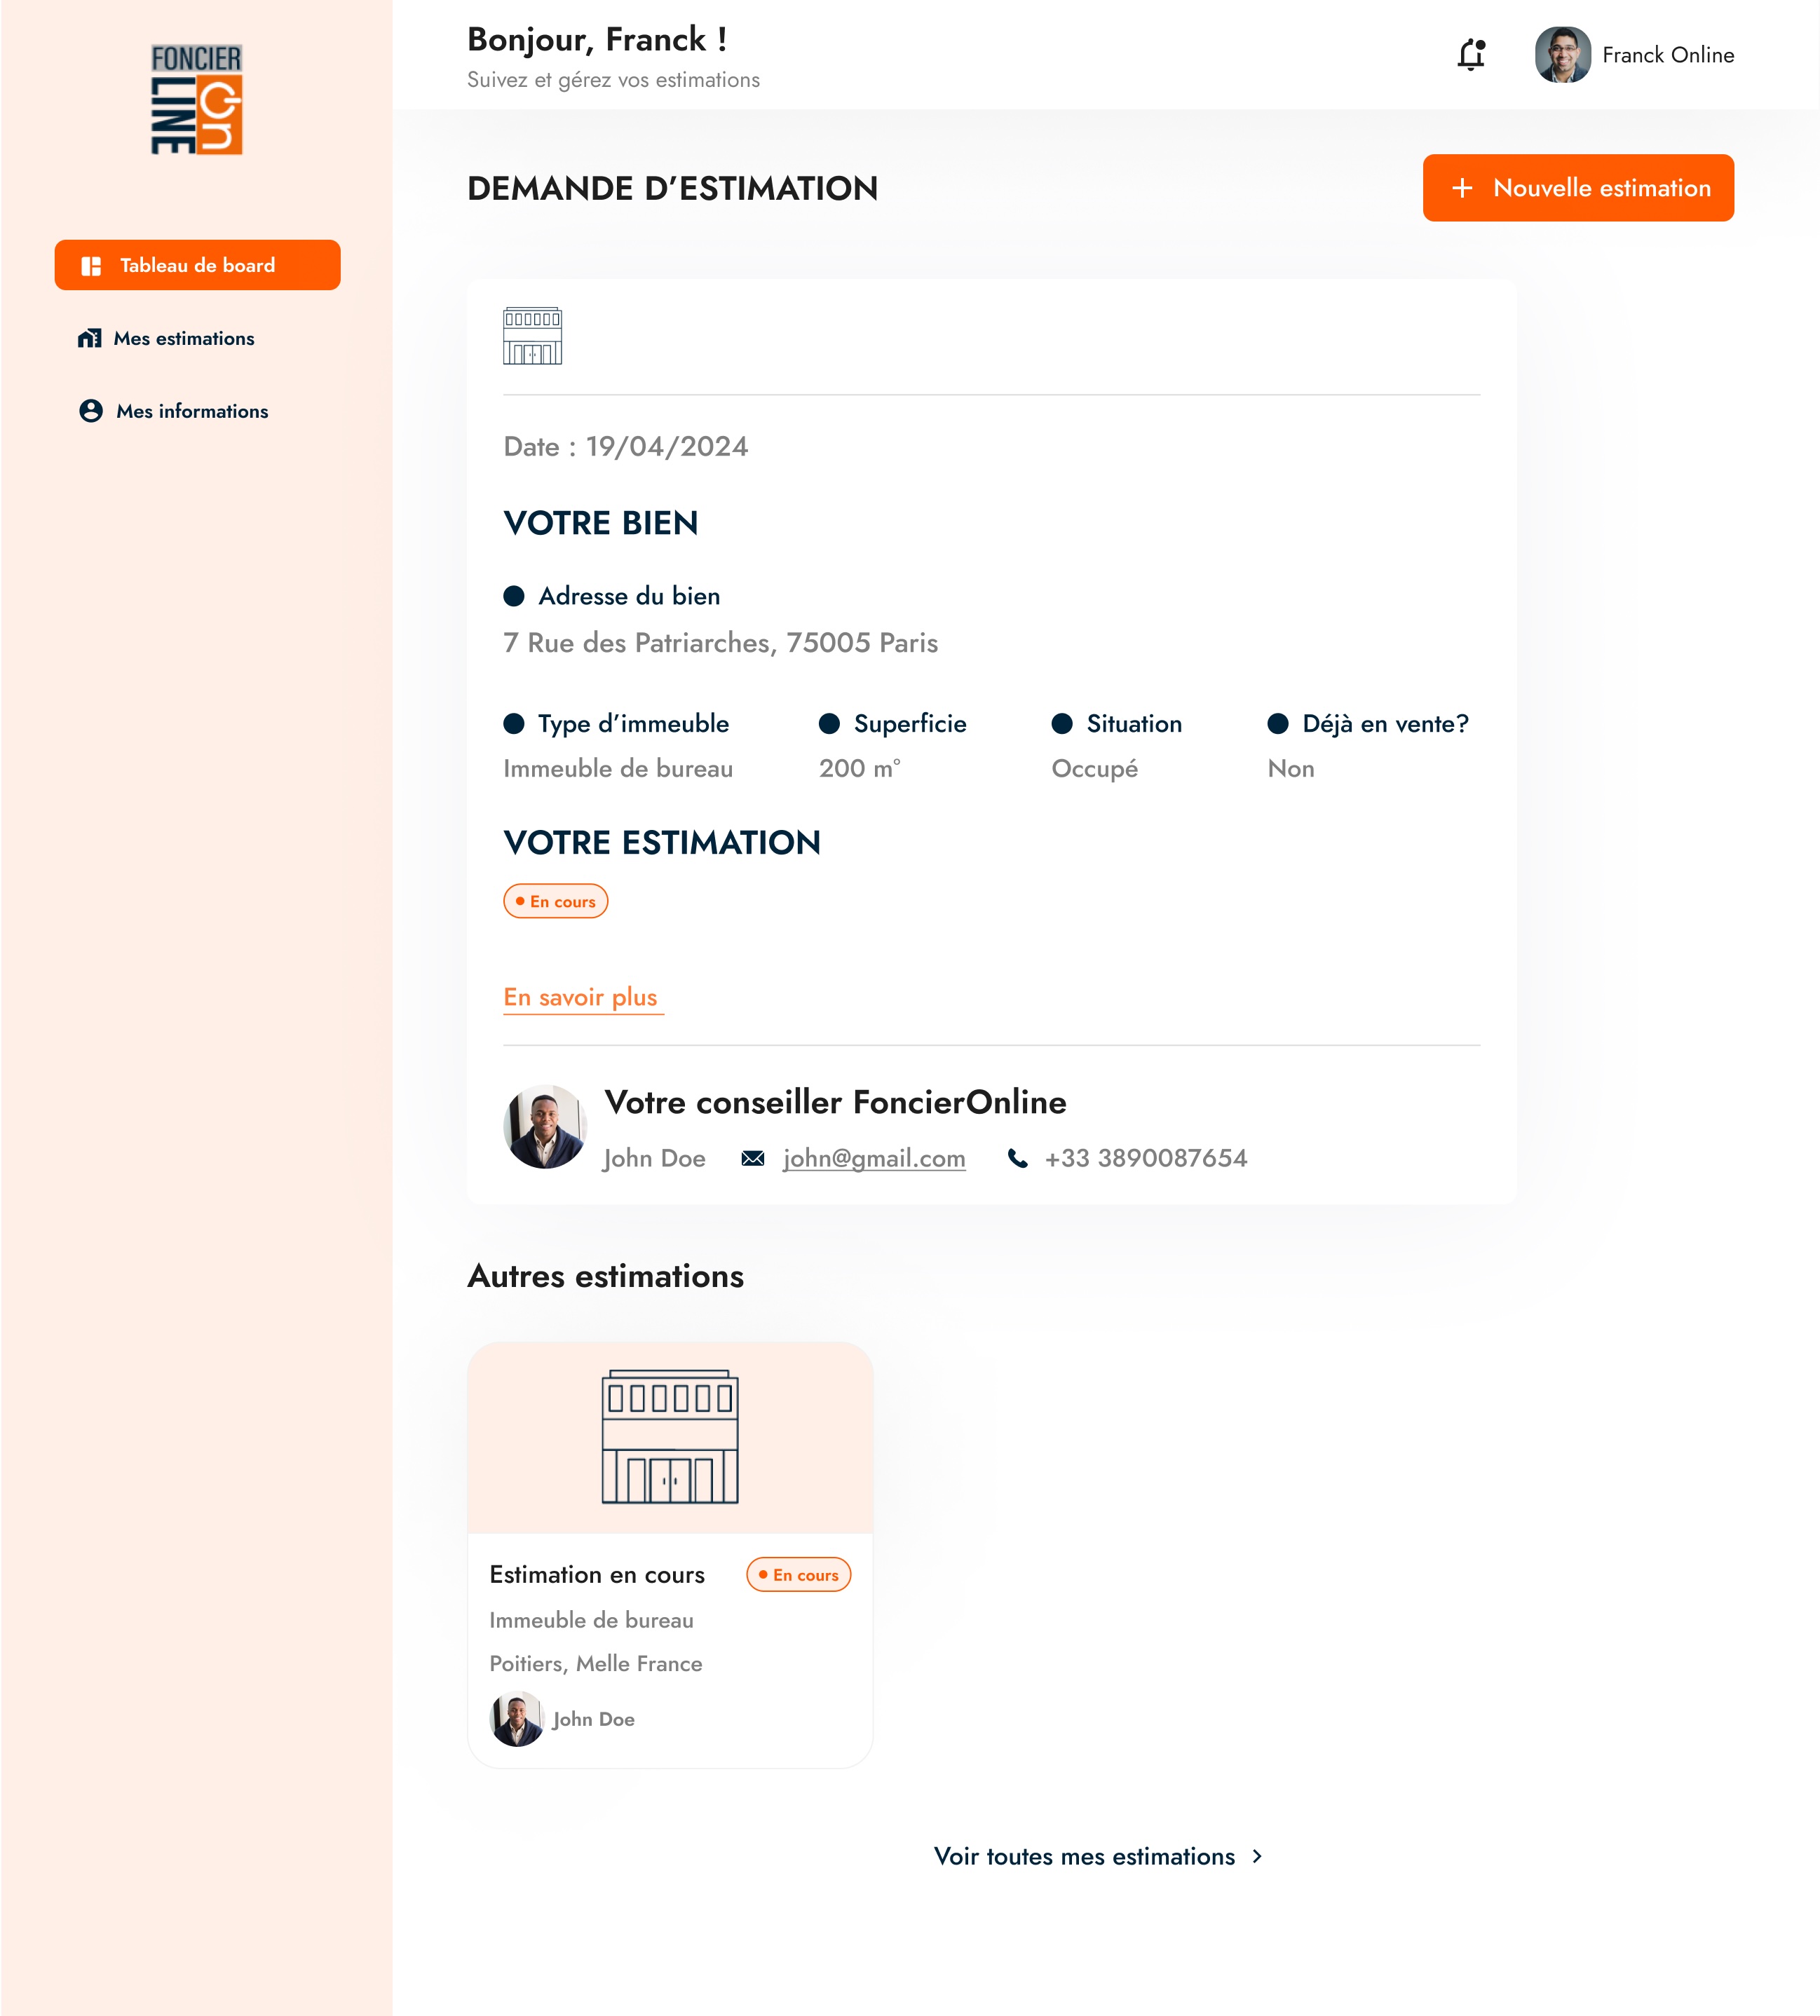 FONCIER
LINE
On
Tableau de board
Mes estimations
Mes informations
Bonjour, Franck !
Suivez et gérez vos estimations
Franck Online
DEMANDE D’ESTIMATION
+ Nouvelle estimation
Date : 19/04/2024
VOTRE BIEN
Adresse du bien
7 Rue des Patriarches, 75005 Paris
Type d’immeuble Superficie Situation Déjà en vente?
Immeuble de bureau 200 m° Occupé Non
VOTRE ESTIMATION
En cours
En savoir plus
Votre conseiller FoncierOnline
John Doe john@gmail.com +33 3890087654
Autres estimations
Estimation en cours En cours
Immeuble de bureau
Poitiers, Melle France
John Doe
Voir toutes mes estimations >